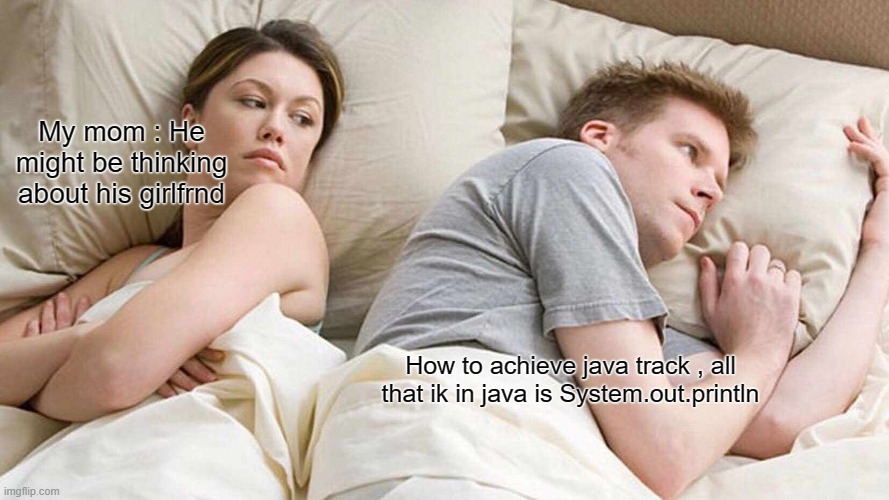 My mom : He
might be thinking
about his girlfrnd
How to achieve java track , all
that ik in java is System.out.println
imgflip.com